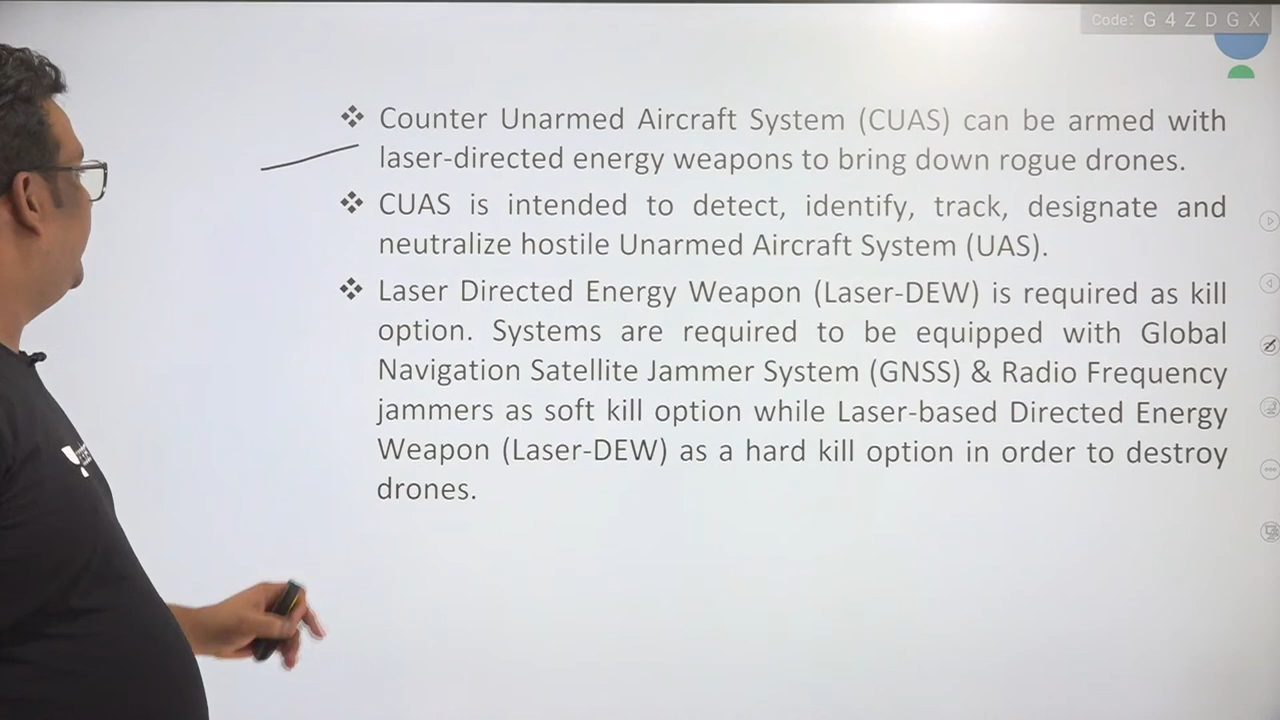 Code: G 4 Z D G X
Counter Unarmed Aircraft System (CUAS) can be armed with
laser-directed energy weapons to bring down rogue drones.
CUAS is intended to detect, identify, track, designate and
neutralize hostile Unarmed Aircraft System (UAS).
Laser Directed Energy Weapon (Laser-DEW) is required as kill
option. Systems are required to be equipped with Global
Navigation Satellite Jammer System (GNSS) & Radio Frequency
jammers as soft kill option while Laser-based Directed Energy
Weapon (Laser-DEW) as a hard kill option in order to destroy
drones.